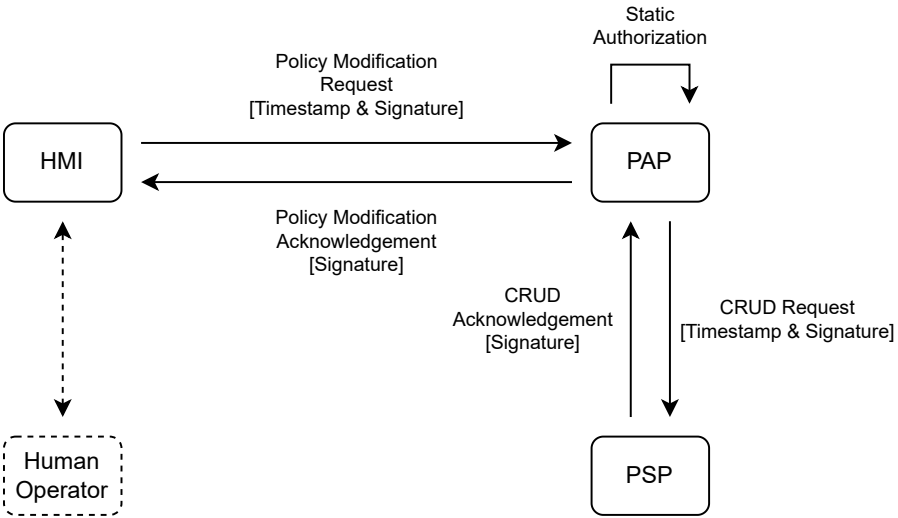 Static
Authorization
Policy Modification
Request
[Timestamp & Signature]
HMI
PAP
Policy Modification
Acknowledgement
[Signature]
CRUD
Acknowledgement
[Signature]
CRUD Request
[Timestamp & Signature]
Human
Operator
PSP